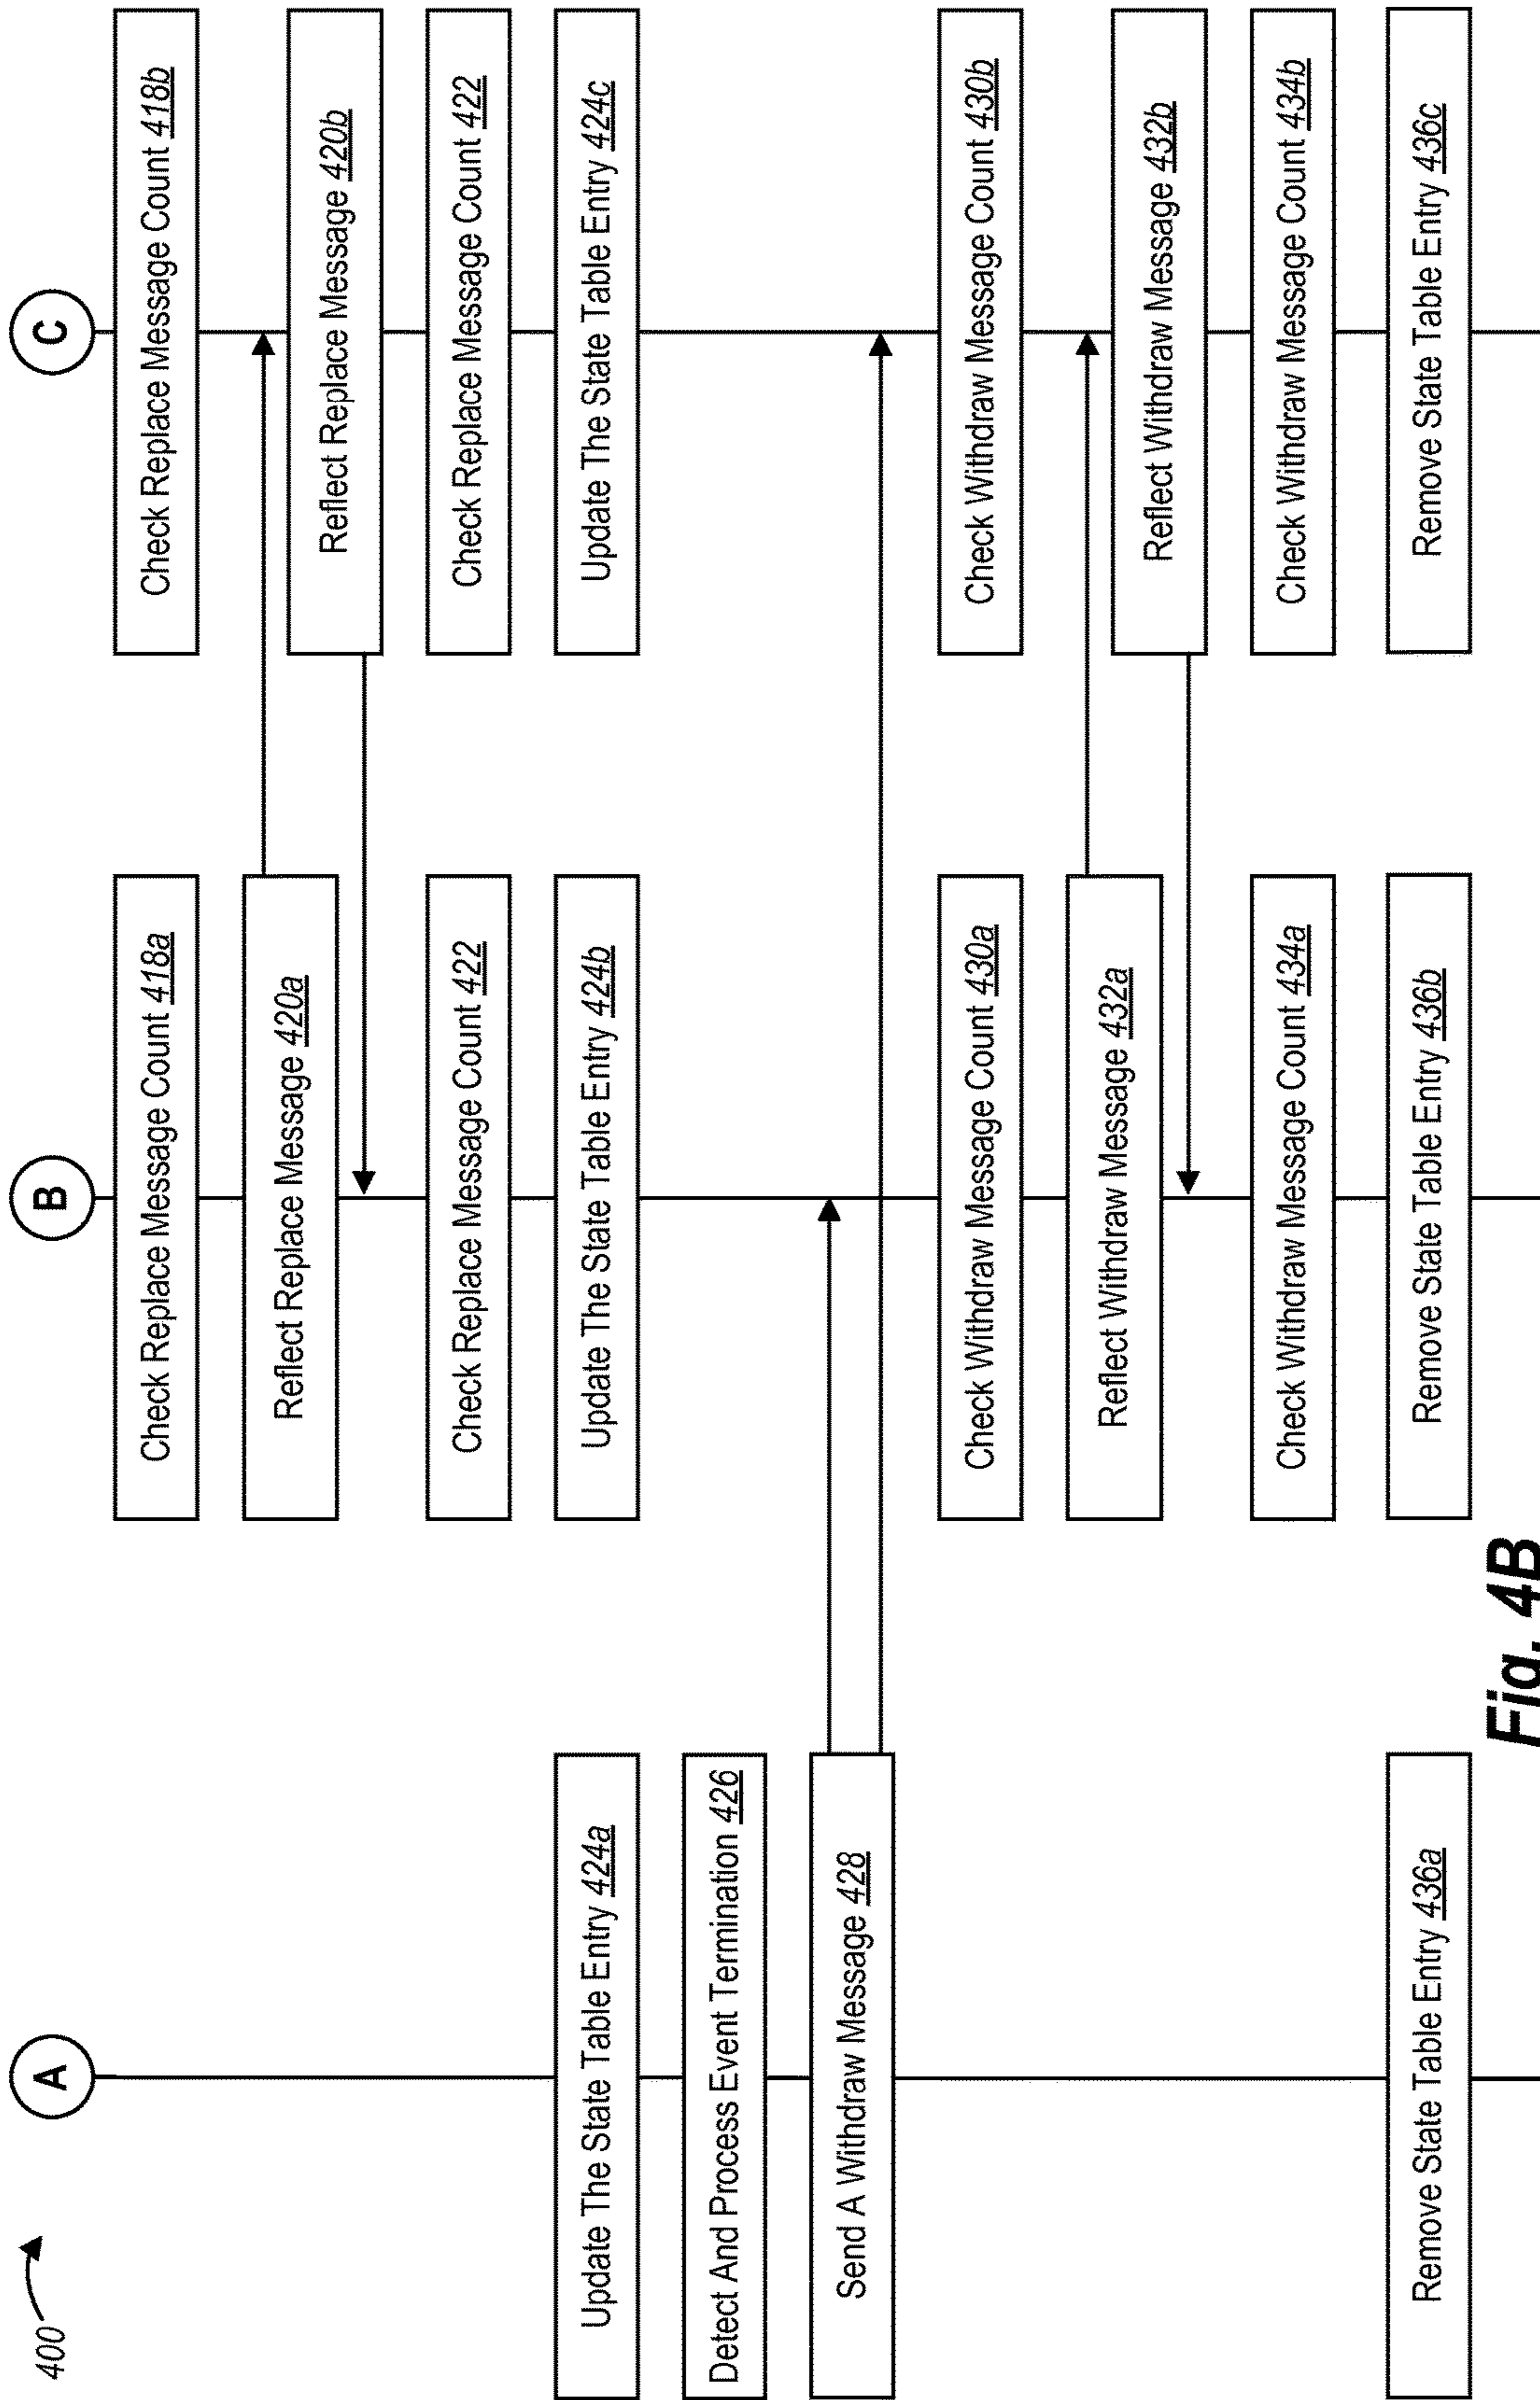 400
A
B
C
Check Replace Message Count 418a
Check Replace Message Count 418b
Reflect Replace Message 420a
Reflect Replace Message 420b
Check Replace Message Count 422
Check Replace Message Count 422
Update The State Table Entry 424a
Update The State Table Entry 424b
Update The State Table Entry 424c
Detect And Process Event Termination 426
Send A Withdraw Message 428
Check Withdraw Message Count 430a
Check Withdraw Message Count 430b
Reflect Withdraw Message 432a
Reflect Withdraw Message 432b
Check Withdraw Message Count 434a
Check Withdraw Message Count 434b
Remove State Table Entry 436a
Remove State Table Entry 436b
Remove State Table Entry 436c
Fig. 4B